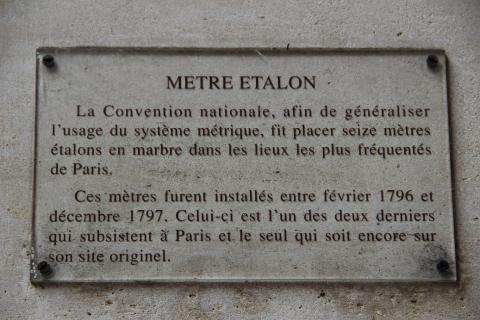 METRE ETALON
La Convention nationale, afin de généraliser
l'usage du système métrique, fit placer seize mètres
étalons en marbre dans les lieux les plus fréquentés
de Paris.
Ces mètres furent installés entre février 1796 et
décembre 1797. Celui-ci est l'un des deux derniers
qui subsistent à Paris et le seul qui soit encore sur
son site originel.